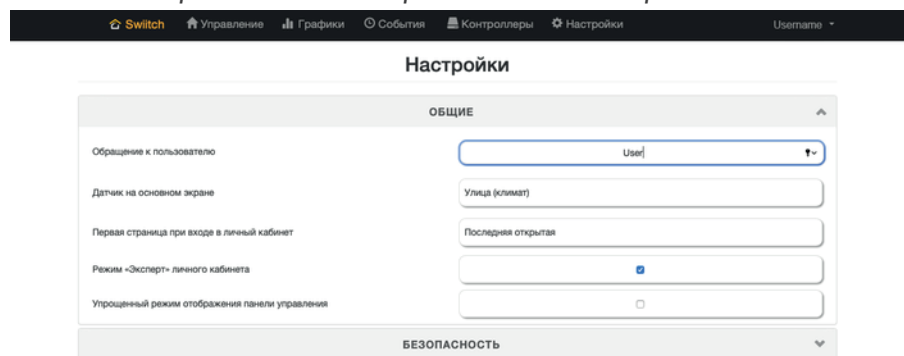 Swiitch Управление Графики События Контроллеры Настройки Username
Настройки
ОБЩИЕ
Обращение к пользователю User
Датчик на основном экране Улица (климат)
Первая страница при входе в личный кабинет Последняя открытая
Режим «Эксперт» личного кабинета
Упрощенный режим отображения панели управления
БЕЗОПАСНОСТЬ